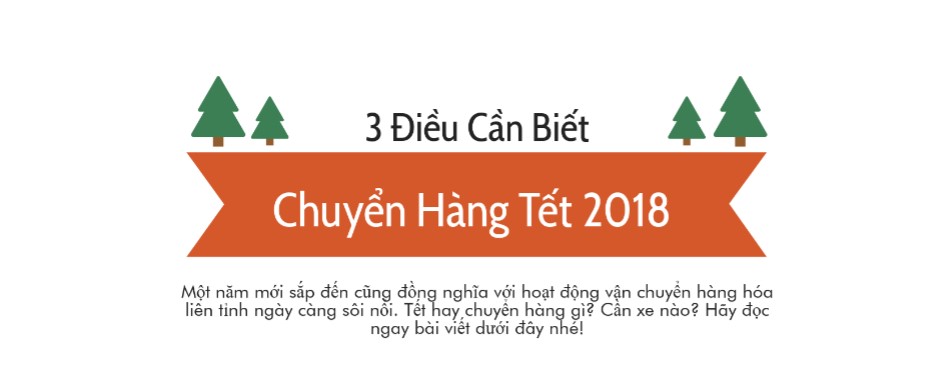 3 Điều Cần Biết
Chuyển Hàng Tết 2018
Một năm mới sắp đến cũng đồng nghĩa với hoạt động vận chuyển hàng hóa
liên tỉnh ngày càng sôi nổi. Tết hay chuyển hàng gì? Cần xe nào? Hãy đọc
ngay bài viết dưới đây nhé!